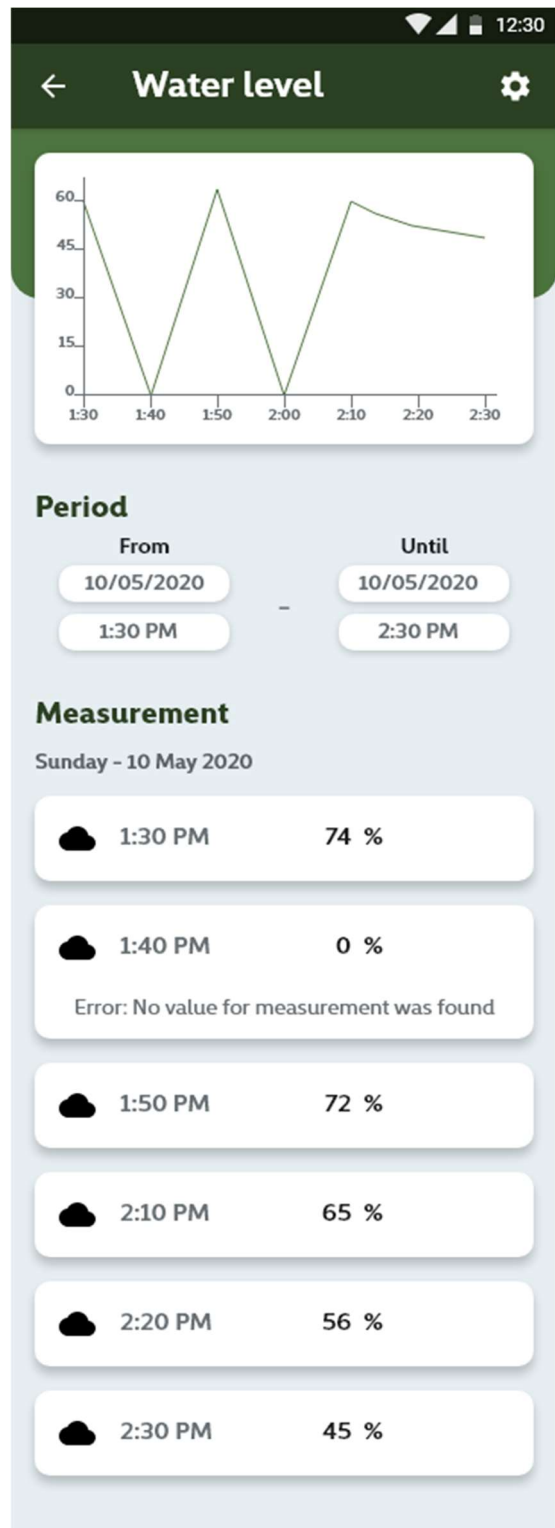 12:30
Water level
60
45
30
15
0
1:30 1:40 1:50 2:00 2:10 2:20 2:30
Period
From Until
10/05/2020 10/05/2020
–
1:30 PM 2:30 PM
Measurement
Sunday – 10 May 2020
1:30 PM 74 %
1:40 PM 0 %
Error: No value for measurement was found
1:50 PM 72 %
2:10 PM 65 %
2:20 PM 56 %
2:30 PM 45 %